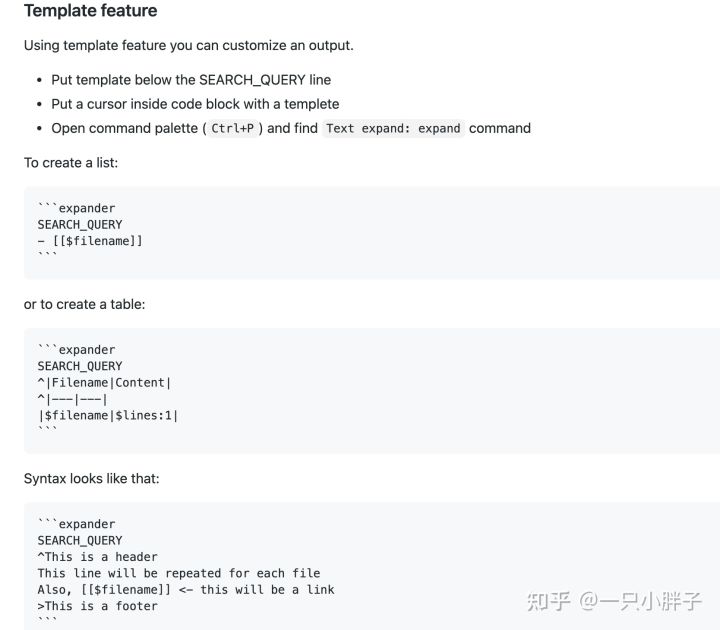 Template feature
Using template feature you can customize an output.
• Put template below the SEARCH_QUERY line
• Put a cursor inside code block with a templete
• Open command palette ( Ctrl+P ) and find Text expand: expand command
To create a list:
```expander
SEARCH_QUERY
- [[$filename]]
```
or to create a table:
```expander
SEARCH_QUERY
^|Filename|Content|
^|---|---|
|$filename|$lines:1|
```
Syntax looks like that:
```expander
SEARCH_QUERY
^This is a header
This line will be repeated for each file
Also, [[$filename]] <- this will be a link
>This is a footer
```
知乎 @一只小胖子